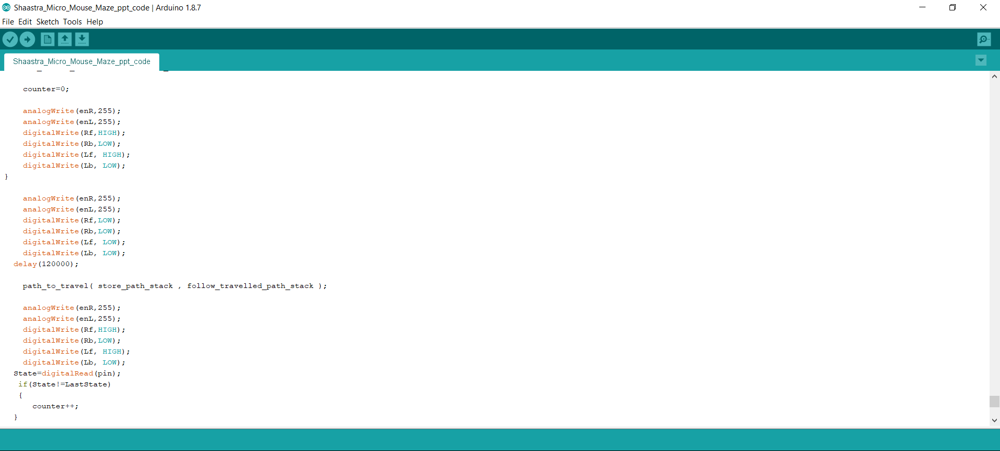 Shaastra_Micro_Mouse_Maze_ppt_code | Arduino 1.8.7
File Edit Sketch Tools Help
Shaastra_Micro_Mouse_Maze_ppt_code
counter=0;
analogWrite(enR,255);
analogWrite(enL,255);
digitalWrite(Rf,HIGH);
digitalWrite(Rb,LOW);
digitalWrite(Lf, HIGH);
digitalWrite(Lb, LOW);
}
analogWrite(enR,255);
analogWrite(enL,255);
digitalWrite(Rf,LOW);
digitalWrite(Rb,LOW);
digitalWrite(Lf, LOW);
digitalWrite(Lb, LOW);
delay(120000);
path_to_travel( store_path_stack , follow_travelled_path_stack );
analogWrite(enR,255);
analogWrite(enL,255);
digitalWrite(Rf,HIGH);
digitalWrite(Rb,LOW);
digitalWrite(Lf, HIGH);
digitalWrite(Lb, LOW);
State=digitalRead(pin);
if(State!=LastState)
{
counter++;
}